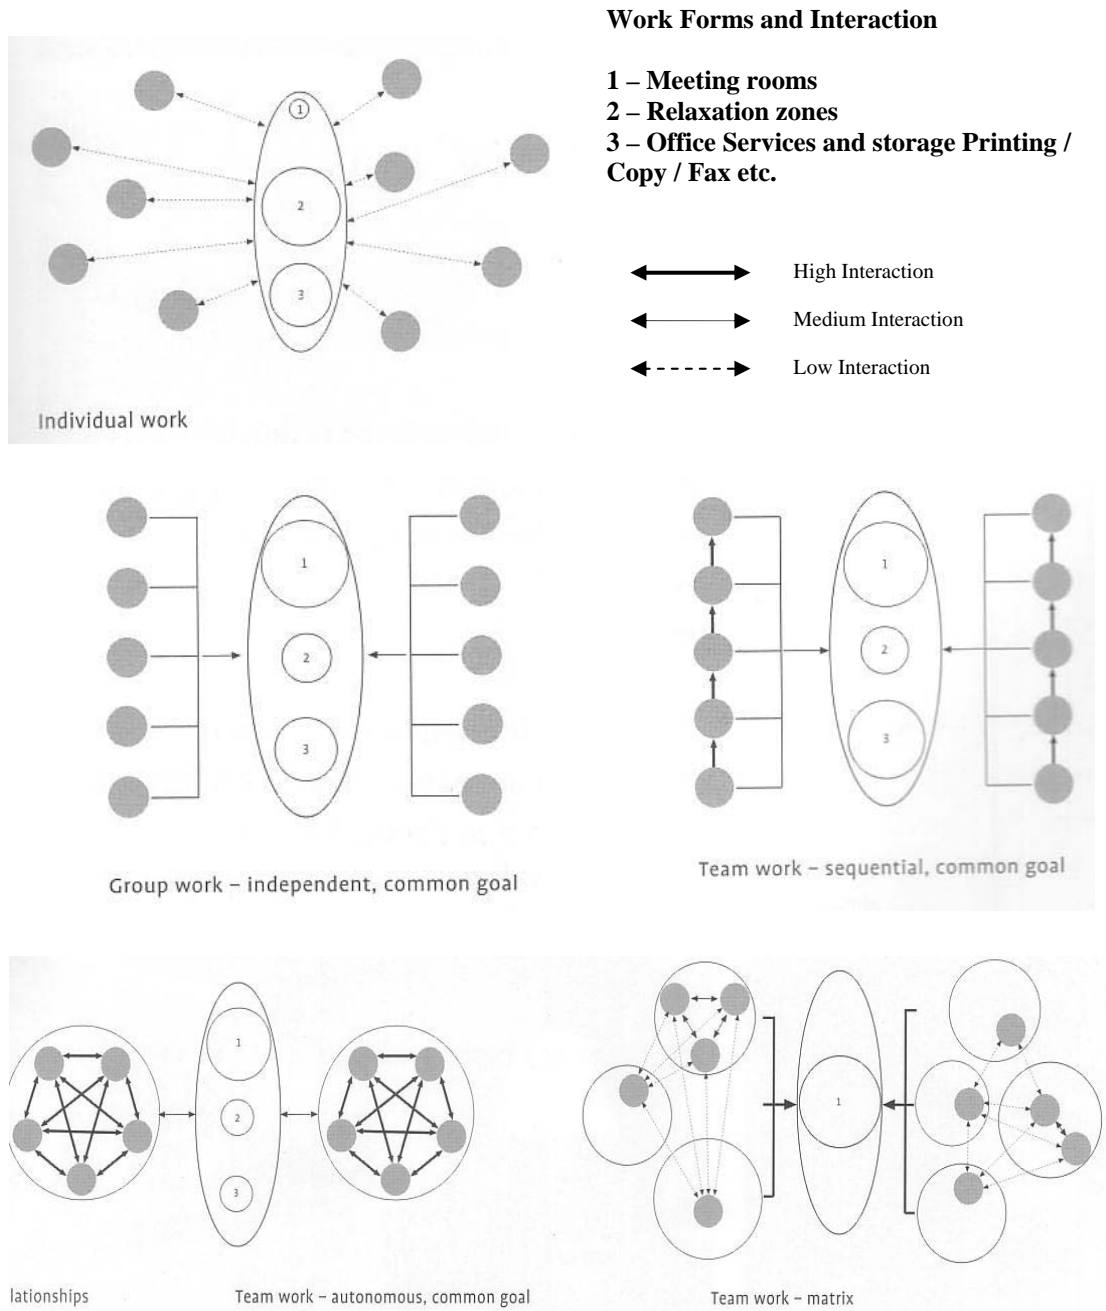 Work Forms and Interaction
1 – Meeting rooms
2 – Relaxation zones
3 – Office Services and storage Printing /
Copy / Fax etc.
High Interaction
Medium Interaction
Low Interaction
1
2
3
Individual work
1
2
3
Group work – independent, common goal
1
2
3
Team work – sequential, common goal
1
2
3
lationships
Team work – autonomous, common goal
1
Team work – matrix